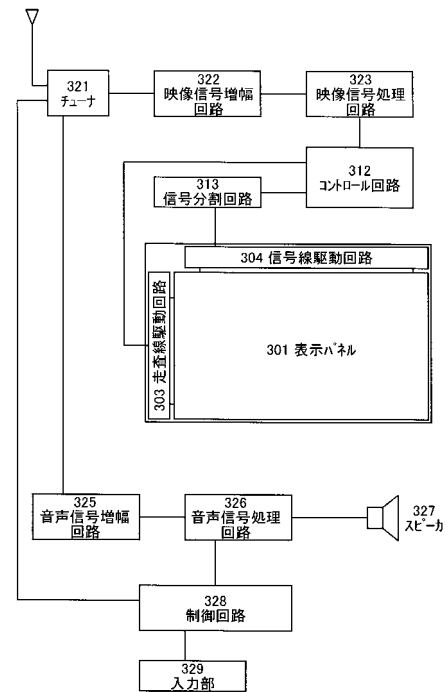 321
チューナ
322
映像信号増幅
回路
323
映像信号処理
回路
312
コントロール回路
313
信号分割回路
304 信号線駆動回路
303 走査線駆動回路
301 表示パネル
325
音声信号増幅
回路
326
音声信号処理
回路
327
スピーカ
328
制御回路
329
入力部